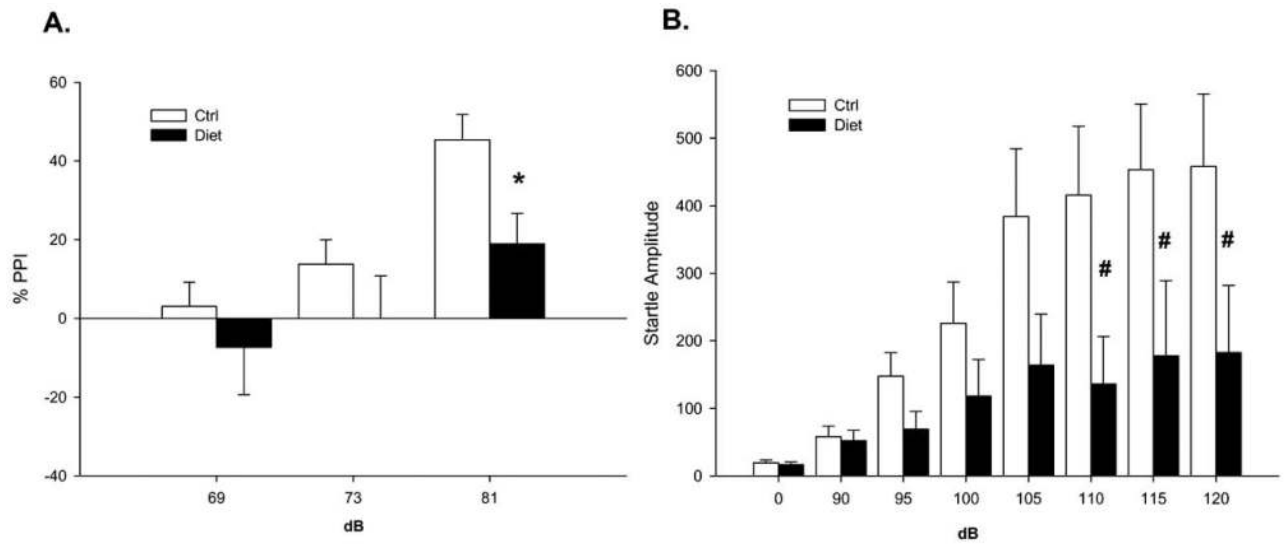 A.
60
40
20
0
-20
-40
% PPI
Ctrl
Diet
*
69 73 81
dB
B.
600
500
400
300
200
100
0
Startle Amplitude
Ctrl
Diet
# # #
0 90 95 100 105 110 115 120
dB